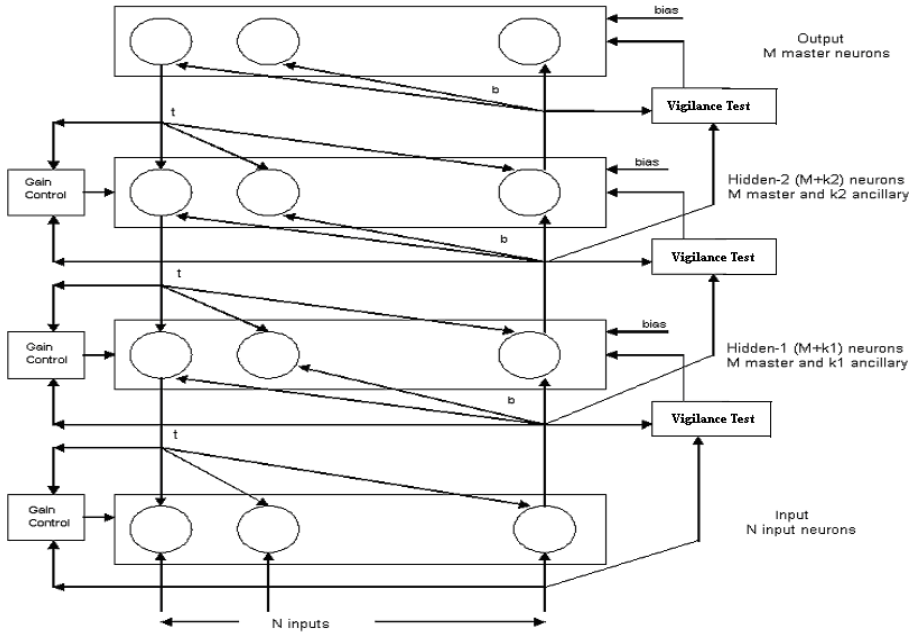 bias
Output
M master neurons
b
Vigilance Test
t
Gain
Control
bias
Hidden-2 (M+k2) neurons
M master and k2 ancillary
b
Vigilance Test
t
Gain
Control
bias
Hidden-1 (M+k1) neurons
M master and k1 ancillary
b
Vigilance Test
t
Gain
Control
Input
N input neurons
N inputs